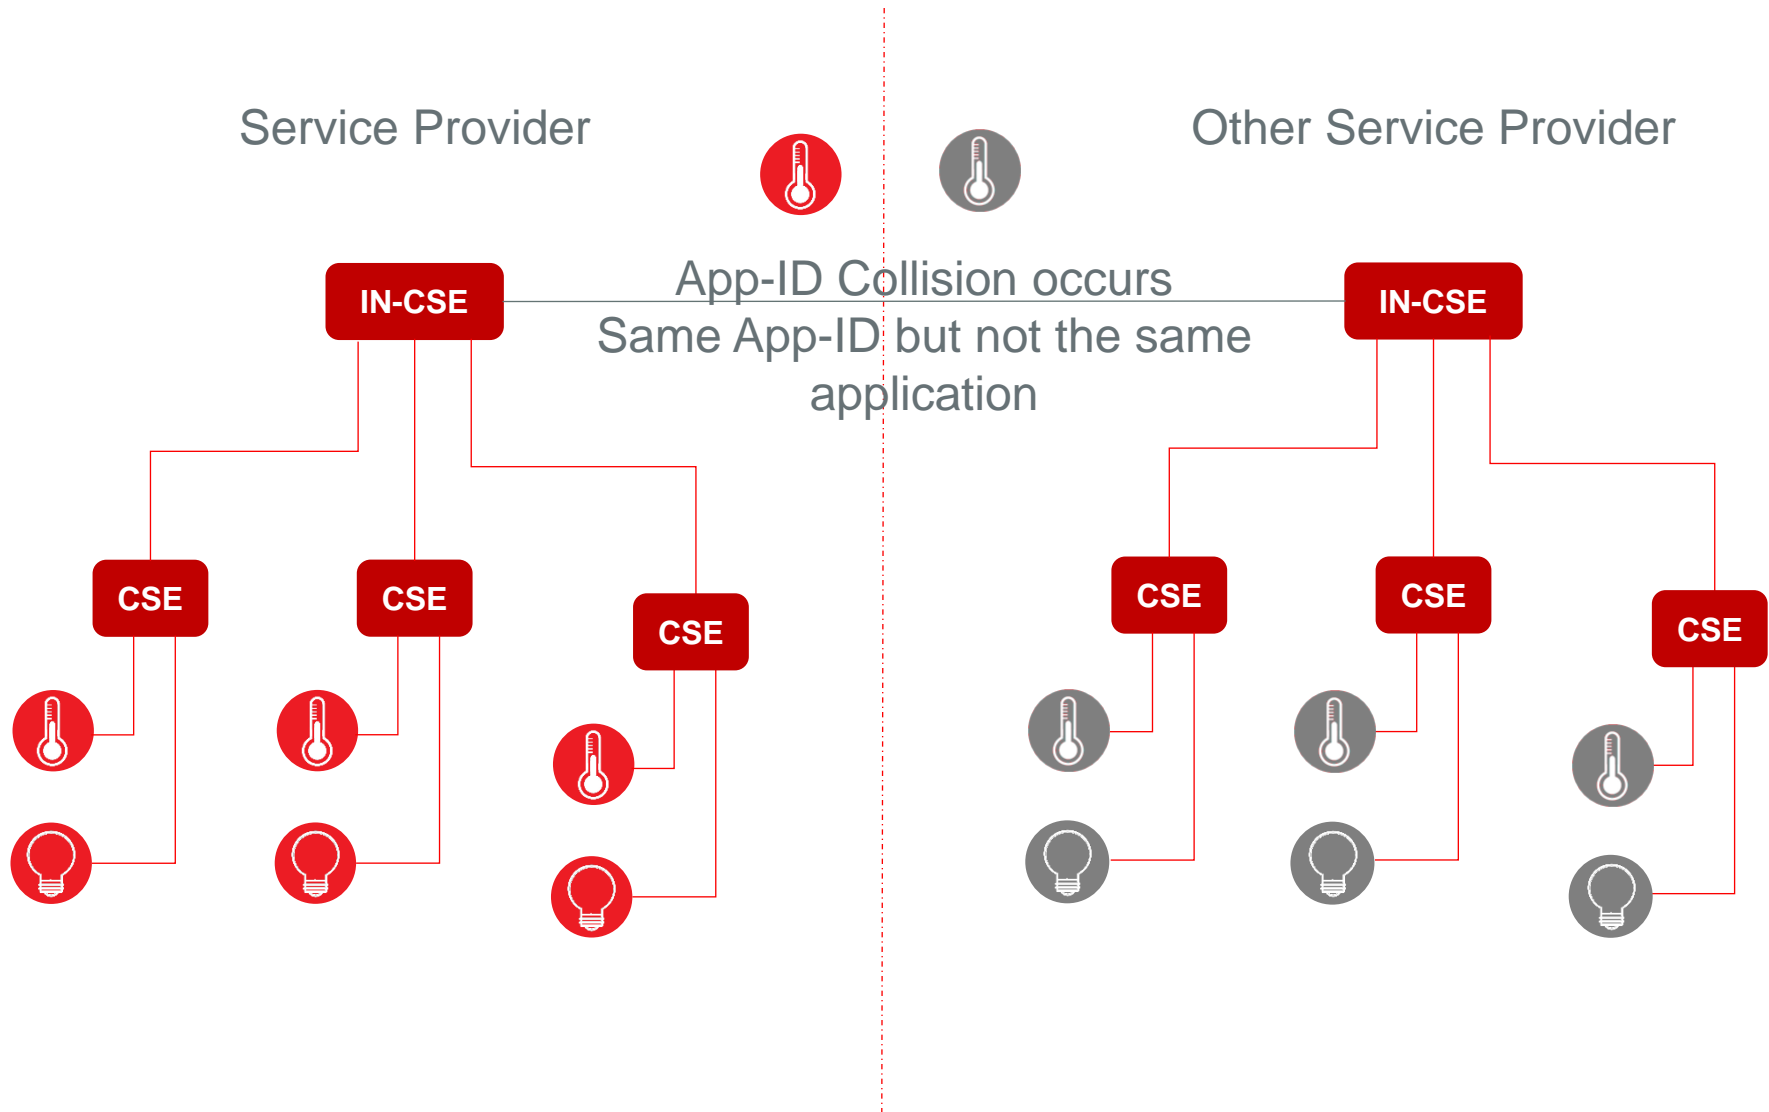 Service Provider
Other Service Provider
App-ID Collision occurs
Same App-ID but not the same
application
IN-CSE
IN-CSE
CSE
CSE
CSE
CSE
CSE
CSE